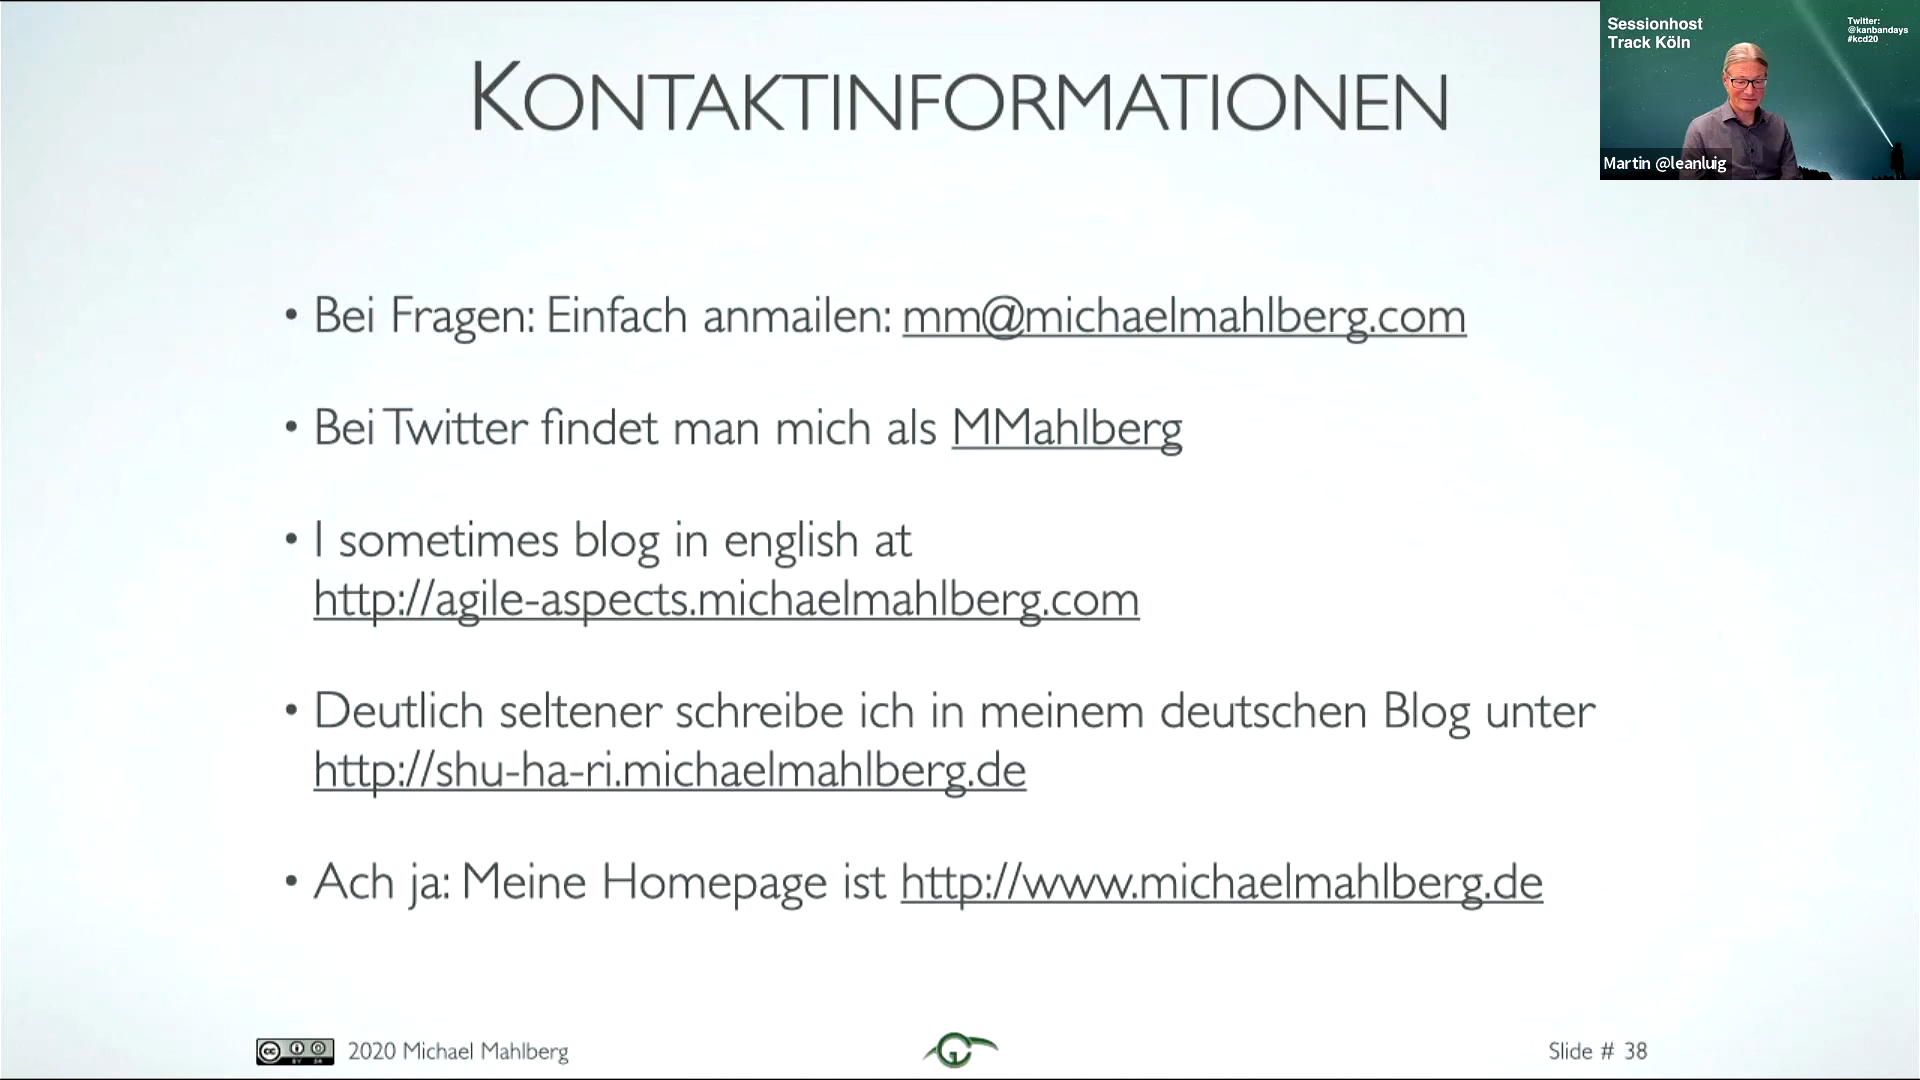 KONTAKTINFORMATIONEN
Sessionhost
Track Köln
Twitter:
@kanbandays
#kcd20
Martin @leanluig
• Bei Fragen: Einfach anmailen: mm@michaelmahlberg.com
• Bei Twitter findet man mich als MMahlberg
• I sometimes blog in english at
http://agile-aspects.michaelmahlberg.com
• Deutlich seltener schreibe ich in meinem deutschen Blog unter
http://shu-ha-ri.michaelmahlberg.de
• Ach ja: Meine Homepage ist http://www.michaelmahlberg.de
cc BY SA 2020 Michael Mahlberg
Slide # 38